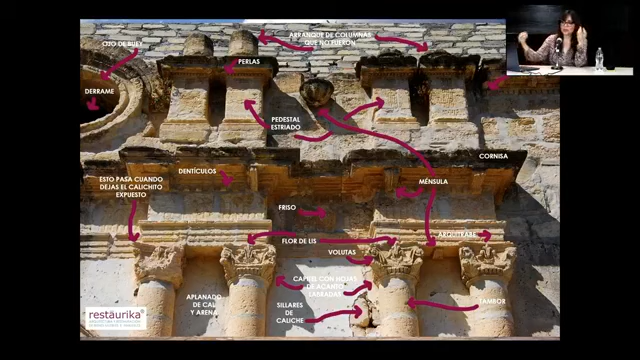 ARRANQUE DE COLUMNAS
QUE NO FUERON
OJO DE BUEY
PERLAS
DERRAME
PEDESTAL
ESTRIADO
CORNISA
DENTÍCULOS
ESTO PASA CUANDO
DEJAS EL CALICHITO
EXPUESTO
MÉNSULA
FRISO
ARQUITRABE
FLOR DE LIS
VOLUTAS
CAPITEL CON HOJAS
DE ACANTO
LABRADAS
APLANADO
DE CAL
Y ARENA
SILLARES
DE CALICHE
TAMBOR
restäurika